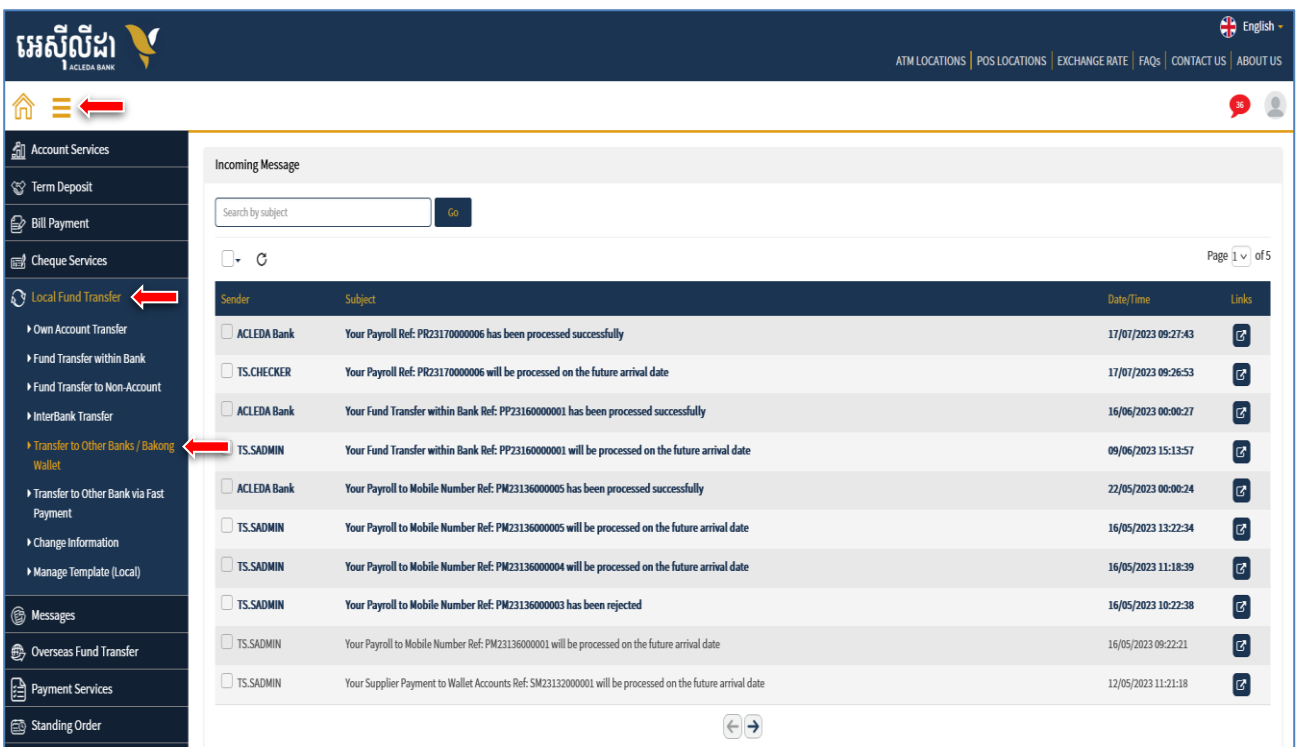 អេស៊ីលីដា
ACLEDA BANK
English
ATM LOCATIONS | POS LOCATIONS | EXCHANGE RATE | FAQs | CONTACT US | ABOUT US
36
Account Services
Term Deposit
Bill Payment
Cheque Services
Local Fund Transfer
Own Account Transfer
Fund Transfer within Bank
Fund Transfer to Non-Account
InterBank Transfer
Transfer to Other Banks / Bakong
Wallet
Transfer to Other Bank via Fast
Payment
Change Information
Manage Template (Local)
Messages
Overseas Fund Transfer
Payment Services
Standing Order
Incoming Message
Search by subject Go
Page 1 of 5
Sender Subject Date/Time Links
ACLEDA Bank Your Payroll Ref: PR23170000006 has been processed successfully 17/07/2023 09:27:43
TS.CHECKER Your Payroll Ref: PR23170000006 will be processed on the future arrival date 17/07/2023 09:26:53
ACLEDA Bank Your Fund Transfer within Bank Ref: PP23160000001 has been processed successfully 16/06/2023 00:00:27
TS.SADMIN Your Fund Transfer within Bank Ref: PP23160000001 will be processed on the future arrival date 09/06/2023 15:13:57
ACLEDA Bank Your Payroll to Mobile Number Ref: PM23136000005 has been processed successfully 22/05/2023 00:00:24
TS.SADMIN Your Payroll to Mobile Number Ref: PM23136000005 will be processed on the future arrival date 16/05/2023 13:22:34
TS.SADMIN Your Payroll to Mobile Number Ref: PM23136000004 will be processed on the future arrival date 16/05/2023 11:18:39
TS.SADMIN Your Payroll to Mobile Number Ref: PM23136000003 has been rejected 16/05/2023 10:22:38
TS.SADMIN Your Payroll to Mobile Number Ref: PM23136000001 will be processed on the future arrival date 16/05/2023 09:22:21
TS.SADMIN Your Supplier Payment to Wallet Accounts Ref: SM23132000001 will be processed on the future arrival date 12/05/2023 11:21:18